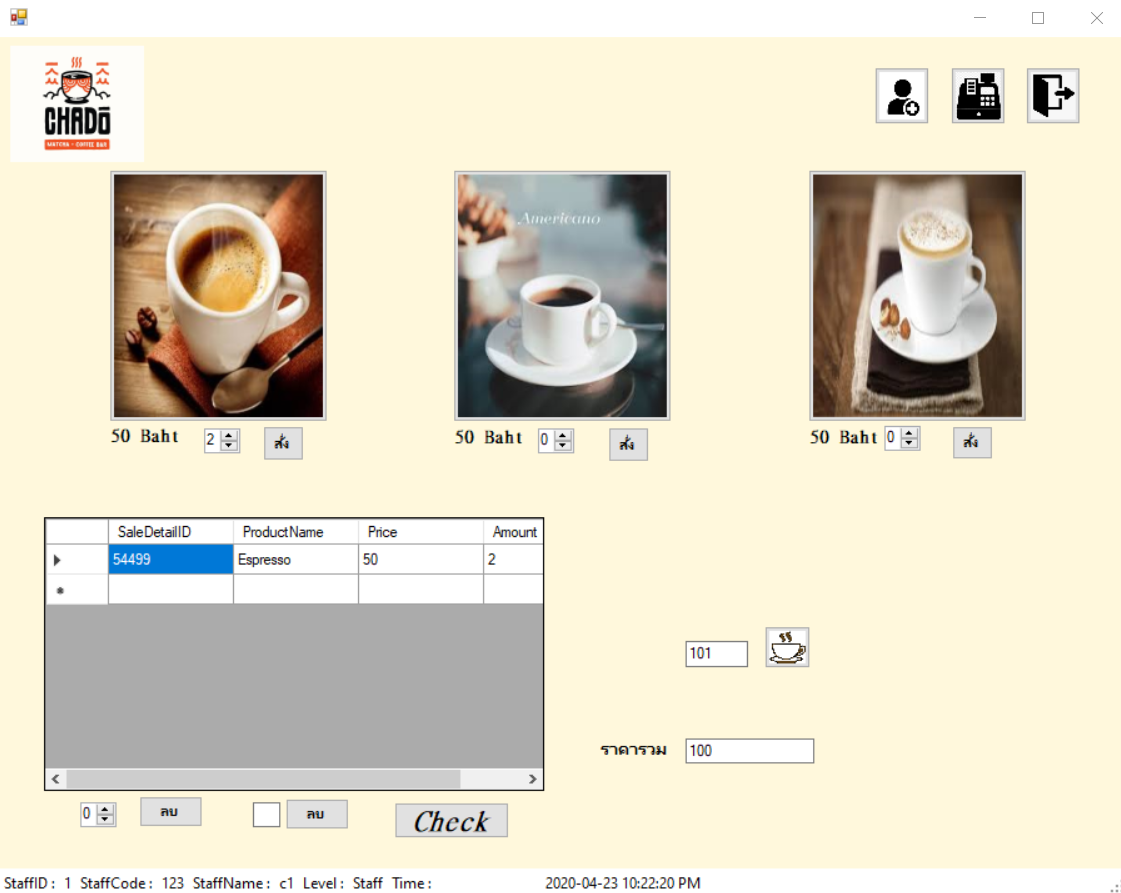 CHADŌ
MATCHA • COFFEE BAR
Americano
50 Baht 2 สั่ง
50 Baht 0 สั่ง
50 Baht 0 สั่ง
SaleDetailID ProductName Price Amount
54499 Espresso 50 2
101
ราคารวม 100
0 ลบ ลบ Check
StaffID : 1 StaffCode : 123 StaffName : c1 Level : Staff Time : 2020-04-23 10:22:20 PM